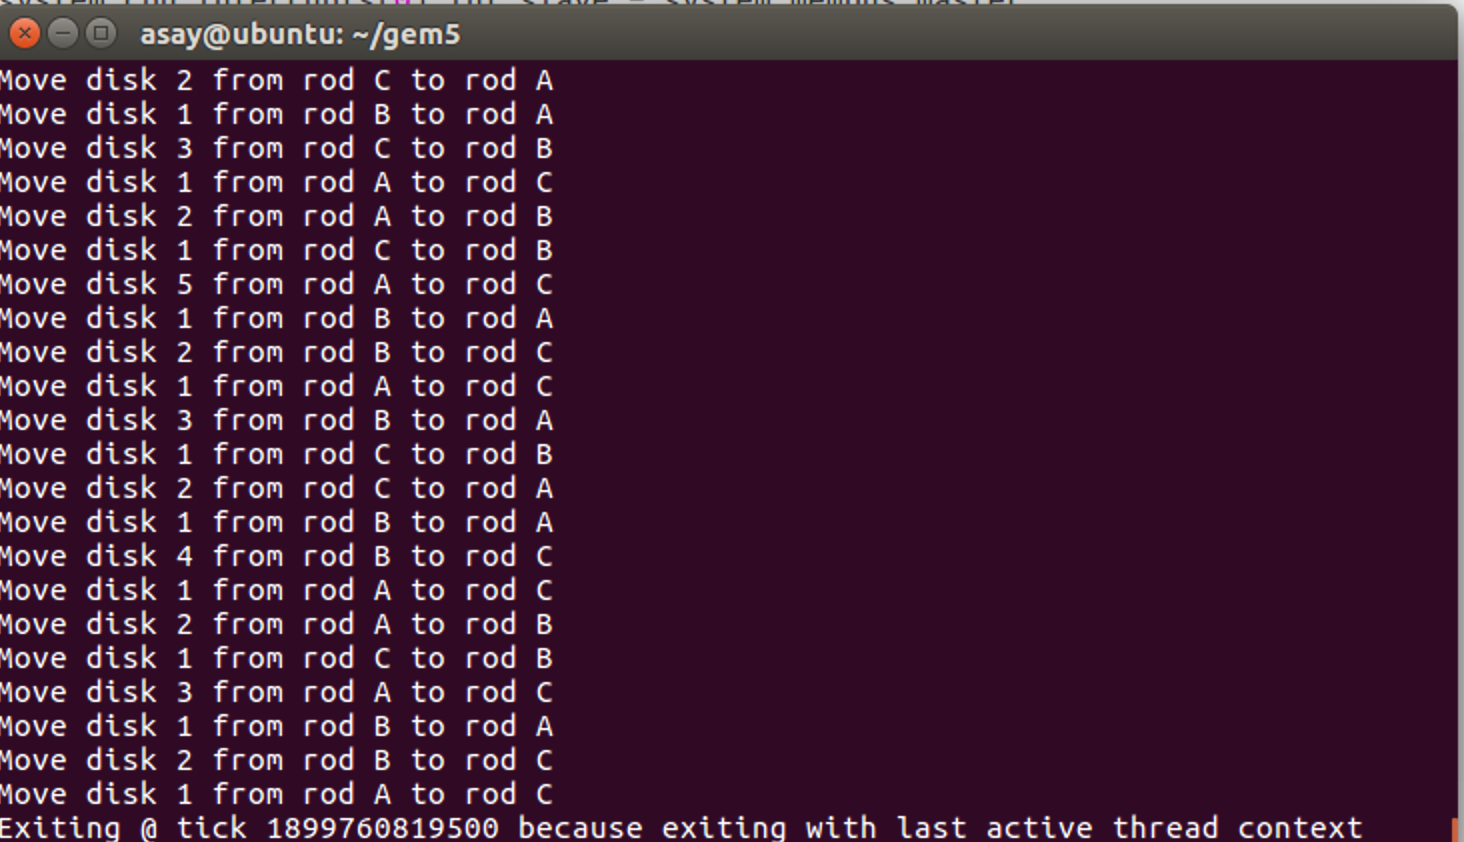 asay@ubuntu: ~/gem5
Move disk 2 from rod C to rod A
Move disk 1 from rod B to rod A
Move disk 3 from rod C to rod B
Move disk 1 from rod A to rod C
Move disk 2 from rod A to rod B
Move disk 1 from rod C to rod B
Move disk 5 from rod A to rod C
Move disk 1 from rod B to rod A
Move disk 2 from rod B to rod C
Move disk 1 from rod A to rod C
Move disk 3 from rod B to rod A
Move disk 1 from rod C to rod B
Move disk 2 from rod C to rod A
Move disk 1 from rod B to rod A
Move disk 4 from rod B to rod C
Move disk 1 from rod A to rod C
Move disk 2 from rod A to rod B
Move disk 1 from rod C to rod B
Move disk 3 from rod A to rod C
Move disk 1 from rod B to rod A
Move disk 2 from rod B to rod C
Move disk 1 from rod A to rod C
Exiting @ tick 1899760819500 because exiting with last active thread context